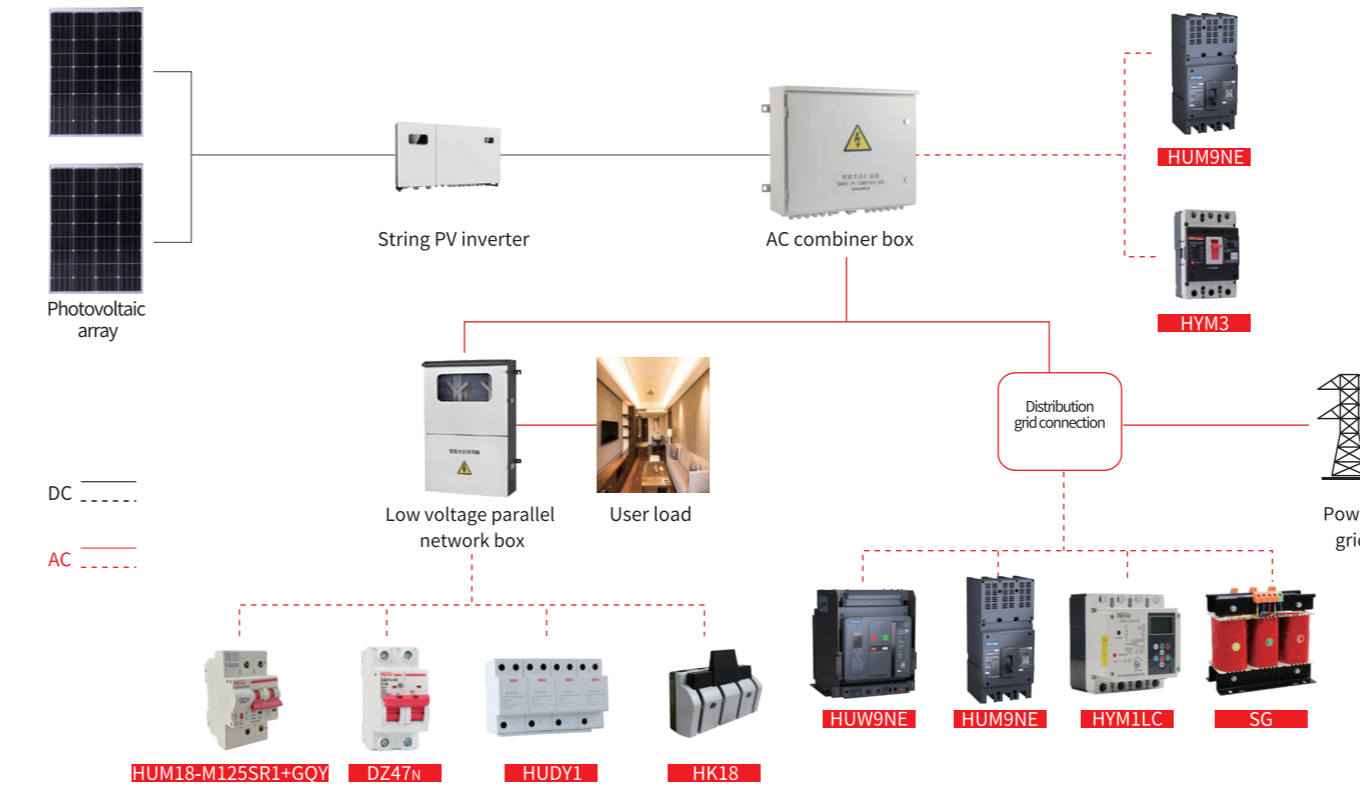 HUM9NE
String PV inverter
AC combiner box
Photovoltaic
array
HYM3
Distribution
grid connection
DC
AC
Low voltage parallel
network box
User load
Pow
gri
HUW9NE
HUM9NE
HYM1LC
SG
HUM18-M125SR1+GQY
DZ47N
HUDY1
HK18